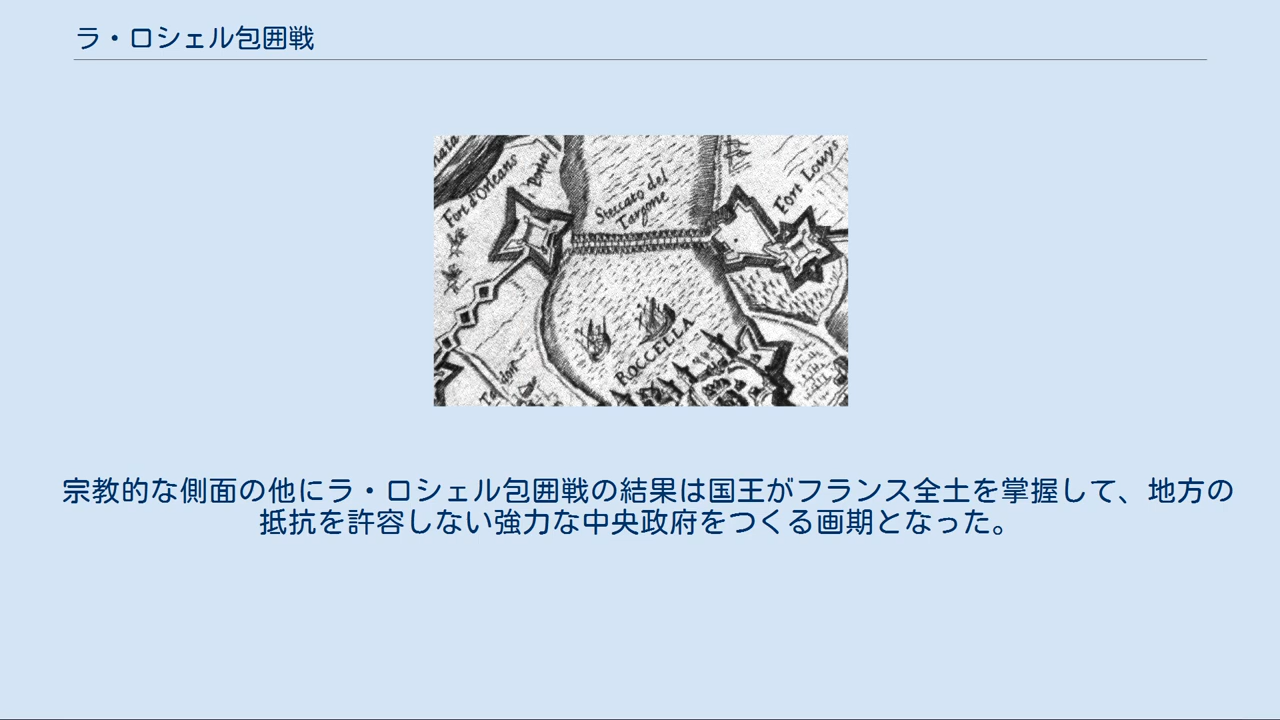 ラ・ロシェル包囲戦
Fort d'Orleans
Steccato del
Targone
Fort Lowys
ROCCELLA
宗教的な側面の他にラ・ロシェル包囲戦の結果は国王がフランス全土を掌握して、地方の
抵抗を許容しない強力な中央政府をつくる画期となった。